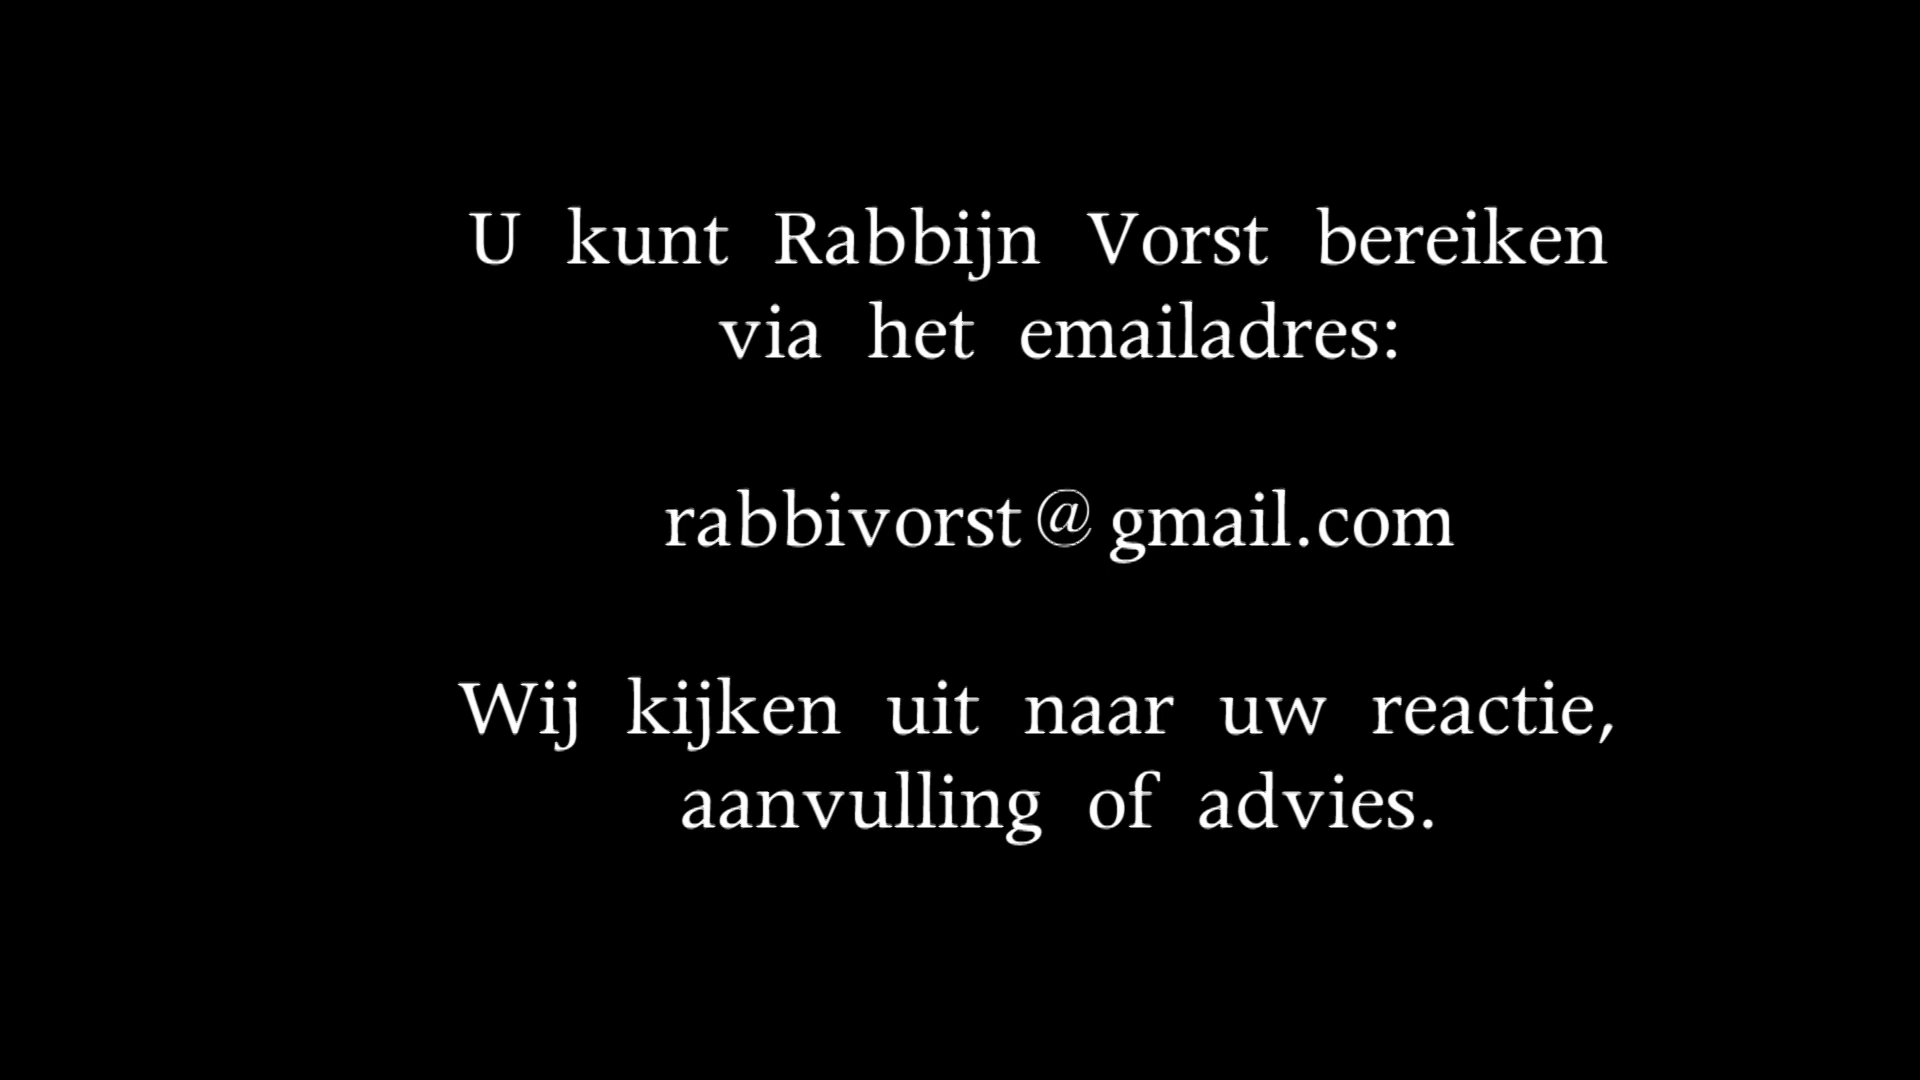 U kunt Rabbijn Vorst bereiken
via het emailadres:
rabbivorst@gmail.com
Wij kijken uit naar uw reactie,
aanvulling of advies.